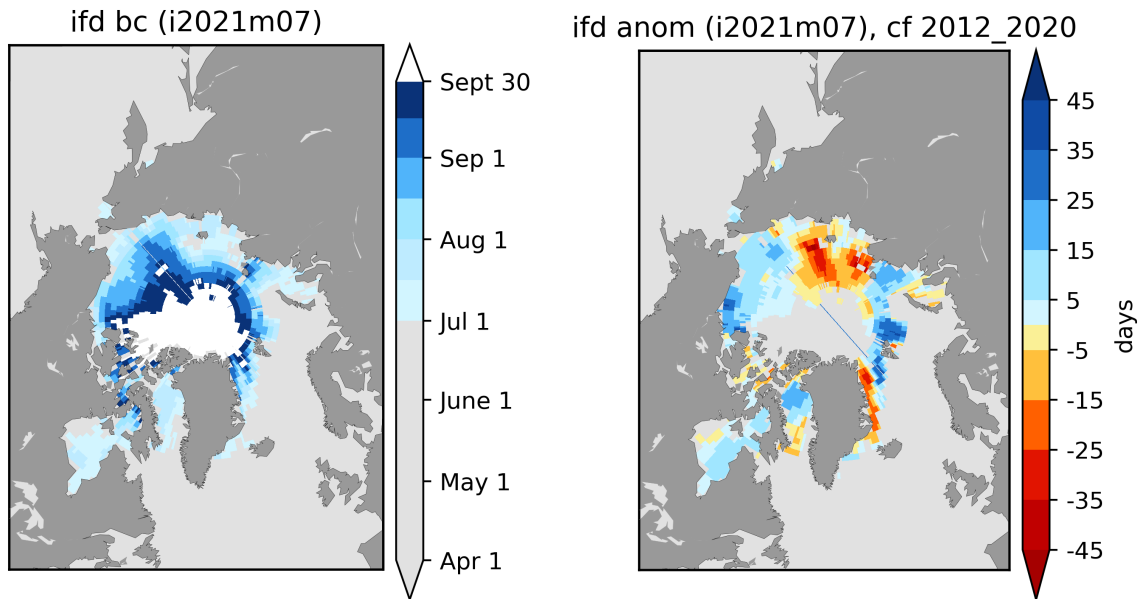 ifd bc (i2021m07)
Sept 30
Sep 1
Aug 1
Jul 1
June 1
May 1
Apr 1
ifd anom (i2021m07), cf 2012_2020
45
35
25
15
5
-5
-15
-25
-35
-45
days